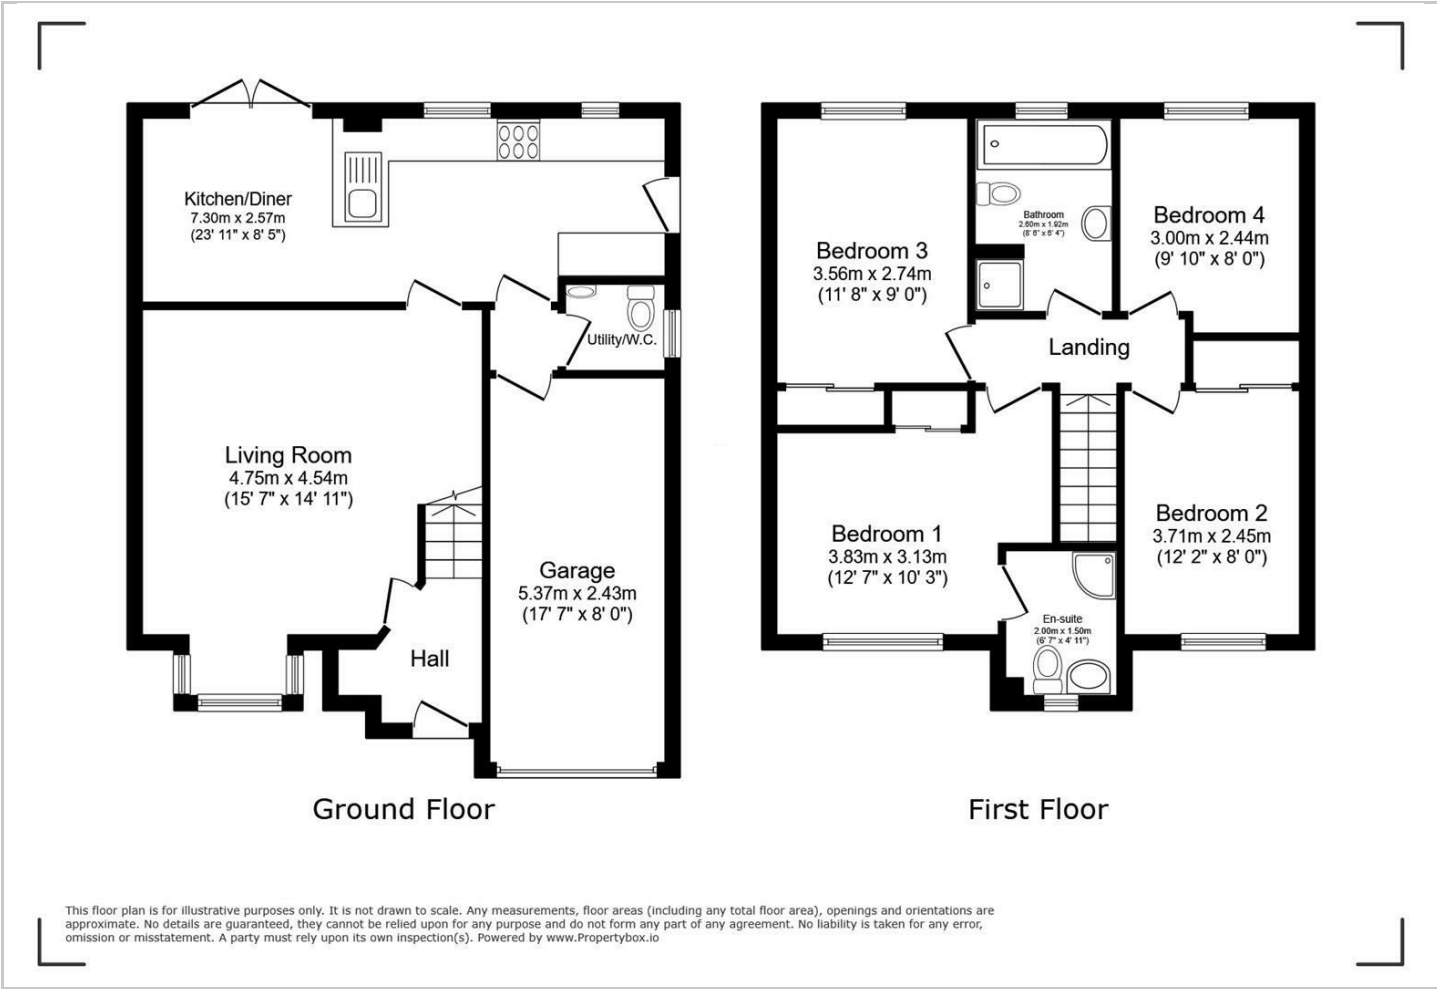 Kitchen/Diner
7.30m x 2.57m
(23' 11" x 8' 5")
Utility/W.C.
Living Room
4.75m x 4.54m
(15' 7" x 14' 11")
Garage
5.37m x 2.43m
(17' 7" x 8' 0")
Hall
Ground Floor
Bedroom 3
3.56m x 2.74m
(11' 8" x 9' 0")
Bathroom
2.60m x 1.92m
(8' 6" x 6' 4")
Bedroom 4
3.00m x 2.44m
(9' 10" x 8' 0")
Landing
Bedroom 1
3.83m x 3.13m
(12' 7" x 10' 3")
Bedroom 2
3.71m x 2.45m
(12' 2" x 8' 0")
En-suite
2.00m x 1.50m
(6' 7" x 4' 11")
First Floor
This floor plan is for illustrative purposes only. It is not drawn to scale. Any measurements, floor areas (including any total floor area), openings and orientations are
approximate. No details are guaranteed, they cannot be relied upon for any purpose and do not form any part of any agreement. No liability is taken for any error,
omission or misstatement. A party must rely upon its own inspection(s). Powered by www.Propertybox.io